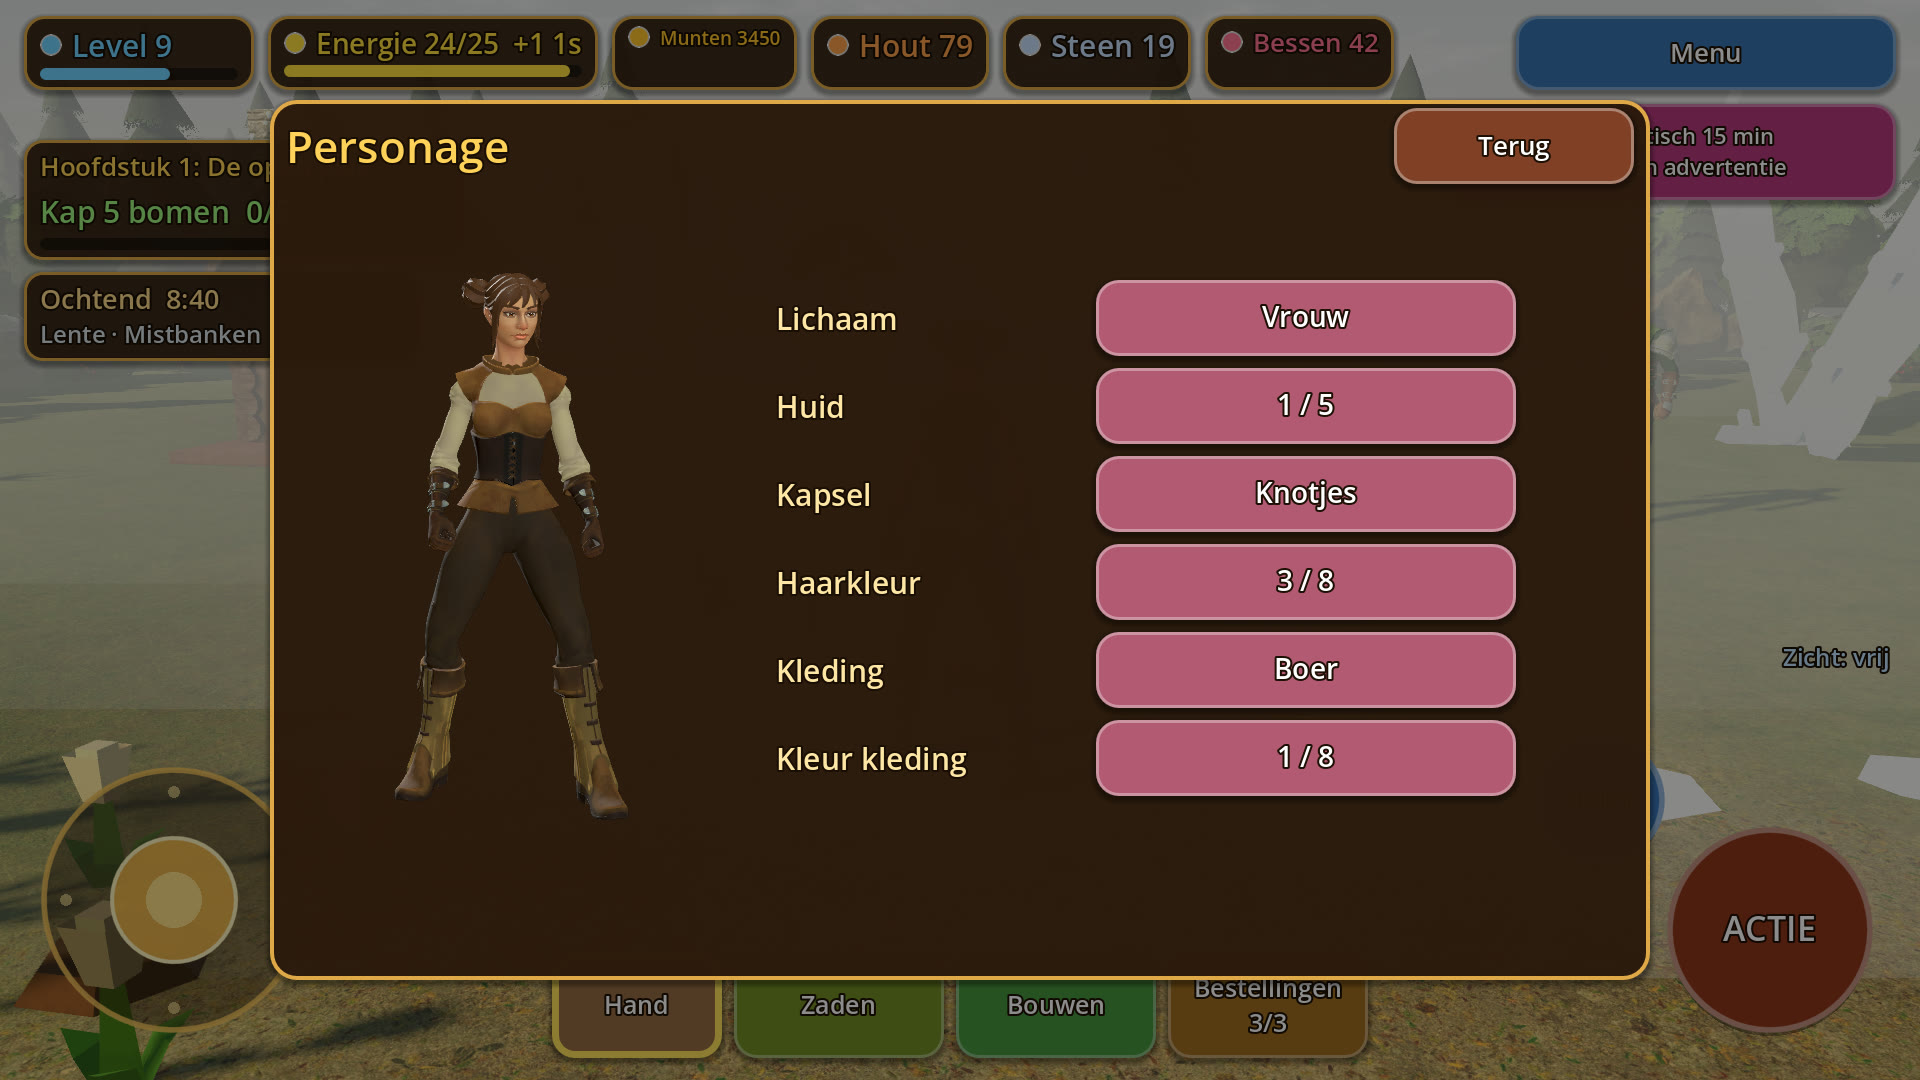 Level 9
Energie 24/25 +1 1s
Munten 3450
Hout 79
Steen 19
Bessen 42
Menu
Personage
Terug
isch 15 min
advertentie
Hoofdstuk 1: De op
Kap 5 bomen 0/
Ochtend 8:40
Lente · Mistbanken
Lichaam
Vrouw
Huid
1 / 5
Kapsel
Knotjes
Haarkleur
3 / 8
Kleding
Boer
Kleur kleding
1 / 8
Zicht: vrij
ACTIE
Hand
Zaden
Bouwen
Bestellingen
3/3